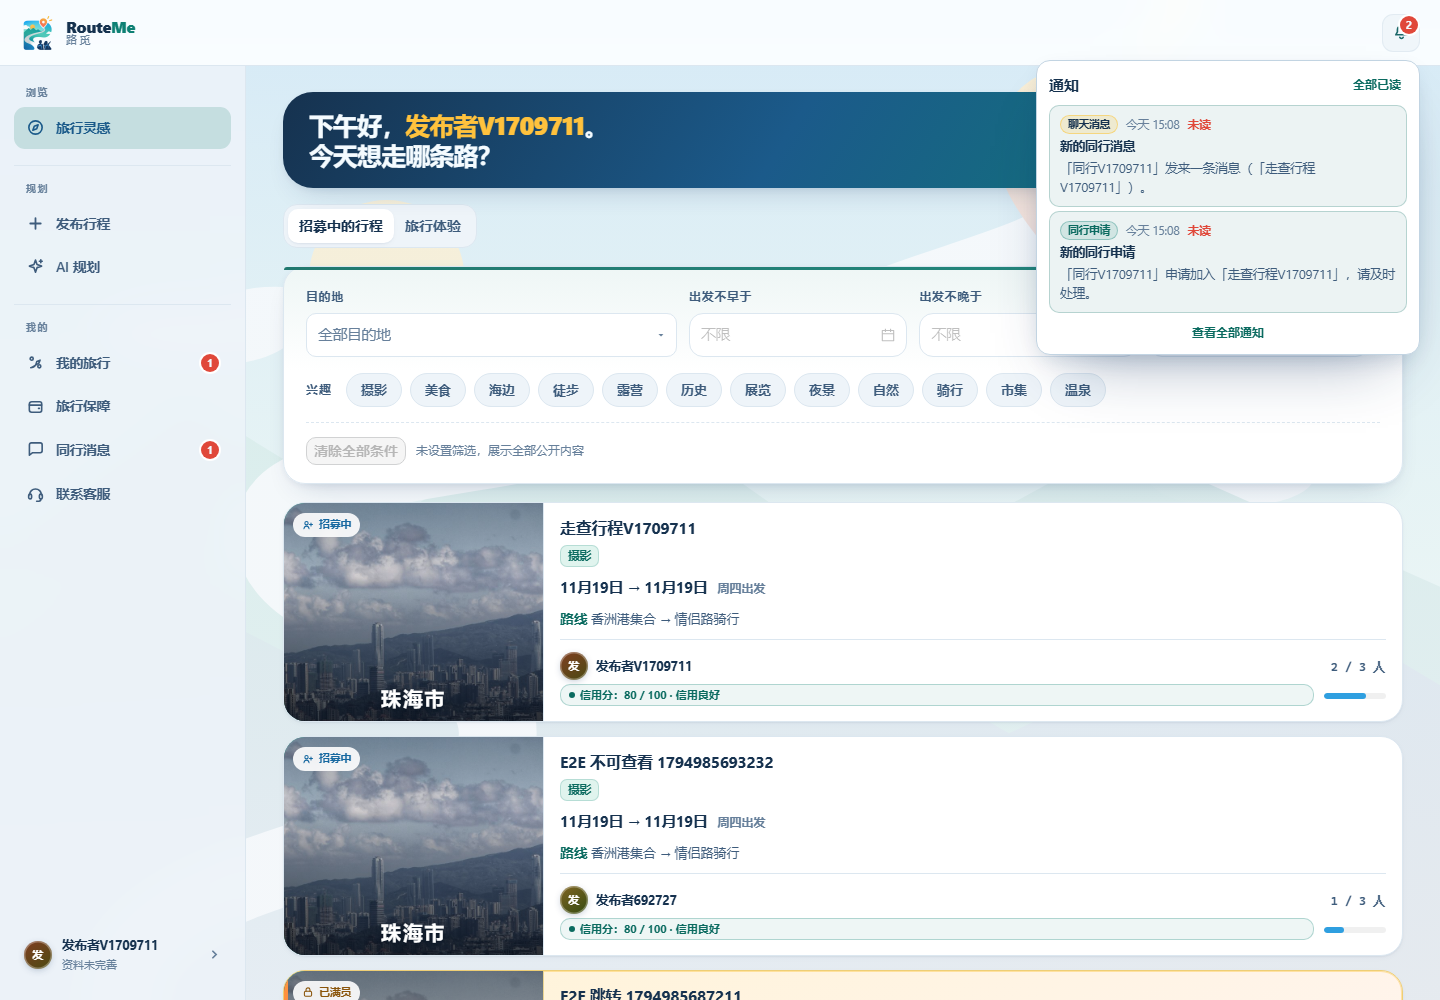 RouteMe
路觅
2
浏览
旅行灵感
规划
发布行程
AI 规划
我的
我的旅行
1
旅行保障
同行消息
1
联系客服
发
发布者V1709711
资料未完善
下午好，发布者V1709711。
今天想走哪条路？
招募中的行程
旅行体验
目的地
全部目的地
出发不早于
不限
出发不晚于
不限
兴趣
摄影
美食
海边
徒步
露营
历史
展览
夜景
自然
骑行
市集
温泉
清除全部条件
未设置筛选，展示全部公开内容
通知
全部已读
聊天消息 今天 15:08 未读
新的同行消息
「同行V1709711」发来一条消息（「走查行程
V1709711」）。
同行申请 今天 15:08 未读
新的同行申请
「同行V1709711」申请加入「走查行程V1709711」，请及时
处理。
查看全部通知
招募中
珠海市
走查行程V1709711
摄影
11月19日 → 11月19日 周四出发
路线 香洲港集合 → 情侣路骑行
发 发布者V1709711
2 / 3 人
信用分：80 / 100 · 信用良好
招募中
珠海市
E2E 不可查看 1794985693232
摄影
11月19日 → 11月19日 周四出发
路线 香洲港集合 → 情侣路骑行
发 发布者692727
1 / 3 人
信用分：80 / 100 · 信用良好
已满员
E2E 跳转 1794985687211